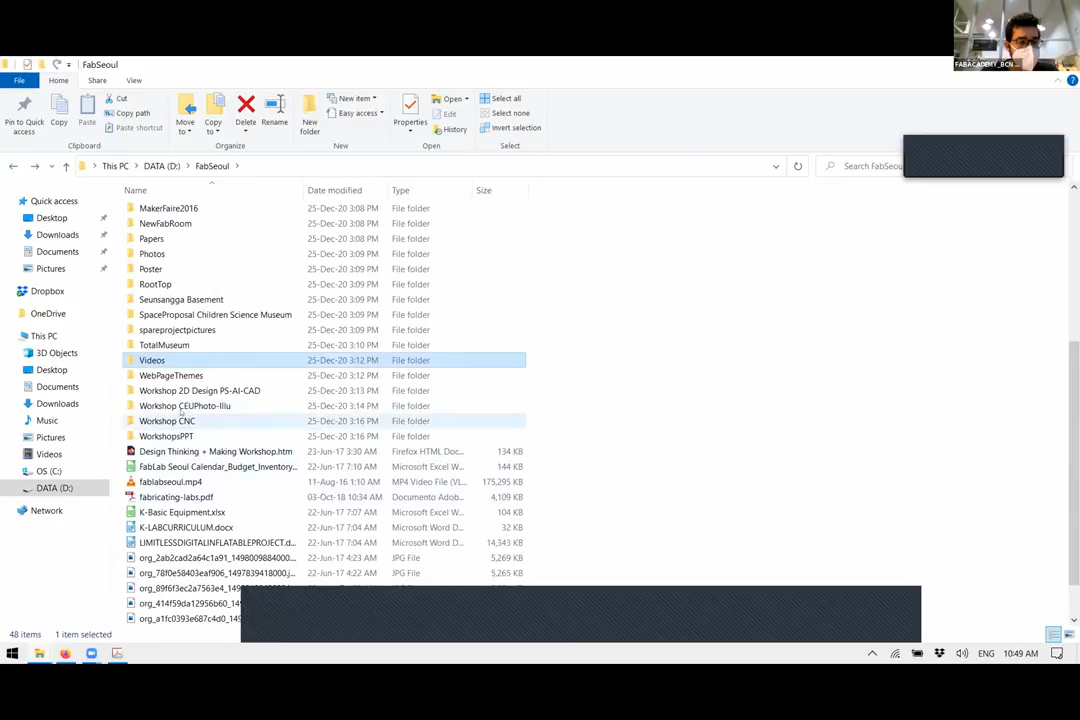 FABACADEMY_BCN ...
FabSeoul
File Home Share View
Pin to Quick access
Copy
Paste
Cut
Copy path
Paste shortcut
Move to
Copy to
Delete
Rename
New folder
New item
Easy access
Properties
Open
Edit
History
Select all
Select none
Invert selection
Clipboard Organize New Open Select
This PC DATA (D:) FabSeoul
Search FabSeou
Name Date modified Type Size
Quick access
Desktop
Downloads
Documents
Pictures
Dropbox
OneDrive
This PC
3D Objects
Desktop
Documents
Downloads
Music
Pictures
Videos
OS (C:)
DATA (D:)
Network
MakerFaire2016 25-Dec-20 3:08 PM File folder
NewFabRoom 25-Dec-20 3:08 PM File folder
Papers 25-Dec-20 3:08 PM File folder
Photos 25-Dec-20 3:09 PM File folder
Poster 25-Dec-20 3:09 PM File folder
RootTop 25-Dec-20 3:09 PM File folder
Seunsangga Basement 25-Dec-20 3:09 PM File folder
SpaceProposal Children Science Museum 25-Dec-20 3:09 PM File folder
spareprojectpictures 25-Dec-20 3:09 PM File folder
TotalMuseum 25-Dec-20 3:10 PM File folder
Videos 25-Dec-20 3:12 PM File folder
WebPageThemes 25-Dec-20 3:12 PM File folder
Workshop 2D Design PS-AI-CAD 25-Dec-20 3:13 PM File folder
Workshop CEUPhoto-Illu 25-Dec-20 3:14 PM File folder
Workshop CNC 25-Dec-20 3:16 PM File folder
WorkshopsPPT 25-Dec-20 3:16 PM File folder
Design Thinking + Making Workshop.htm 23-Jun-17 3:30 AM Firefox HTML Doc... 134 KB
FabLab Seoul Calendar_Budget_Inventory... 22-Jun-17 7:10 AM Microsoft Excel W... 144 KB
fablabseoul.mp4 11-Aug-16 1:10 AM MP4 Video File (VL... 175,295 KB
fabricating-labs.pdf 03-Oct-18 10:34 AM Documento Adob... 4,109 KB
K-Basic Equipment.xlsx 22-Jun-17 7:07 AM Microsoft Excel W... 104 KB
K-LABCURRICULUM.docx 22-Jun-17 7:04 AM Microsoft Word D... 32 KB
LIMITLESSDIGITALINFLATABLEPROJECT.d... 22-Jun-17 7:04 AM Microsoft Word D... 14,343 KB
org_2ab2cad2a64c1a91_1498009884000.... 22-Jun-17 4:23 AM JPG File 5,269 KB
org_78f0e58403eaf906_1497839418000.j... 22-Jun-17 4:22 AM JPG File 5,265 KB
org_89f6f3ec2a7563e4_149
org_414f59da12956b60_149
org_a1fc0393e687c4d0_149
48 items 1 item selected
ENG 10:49 AM